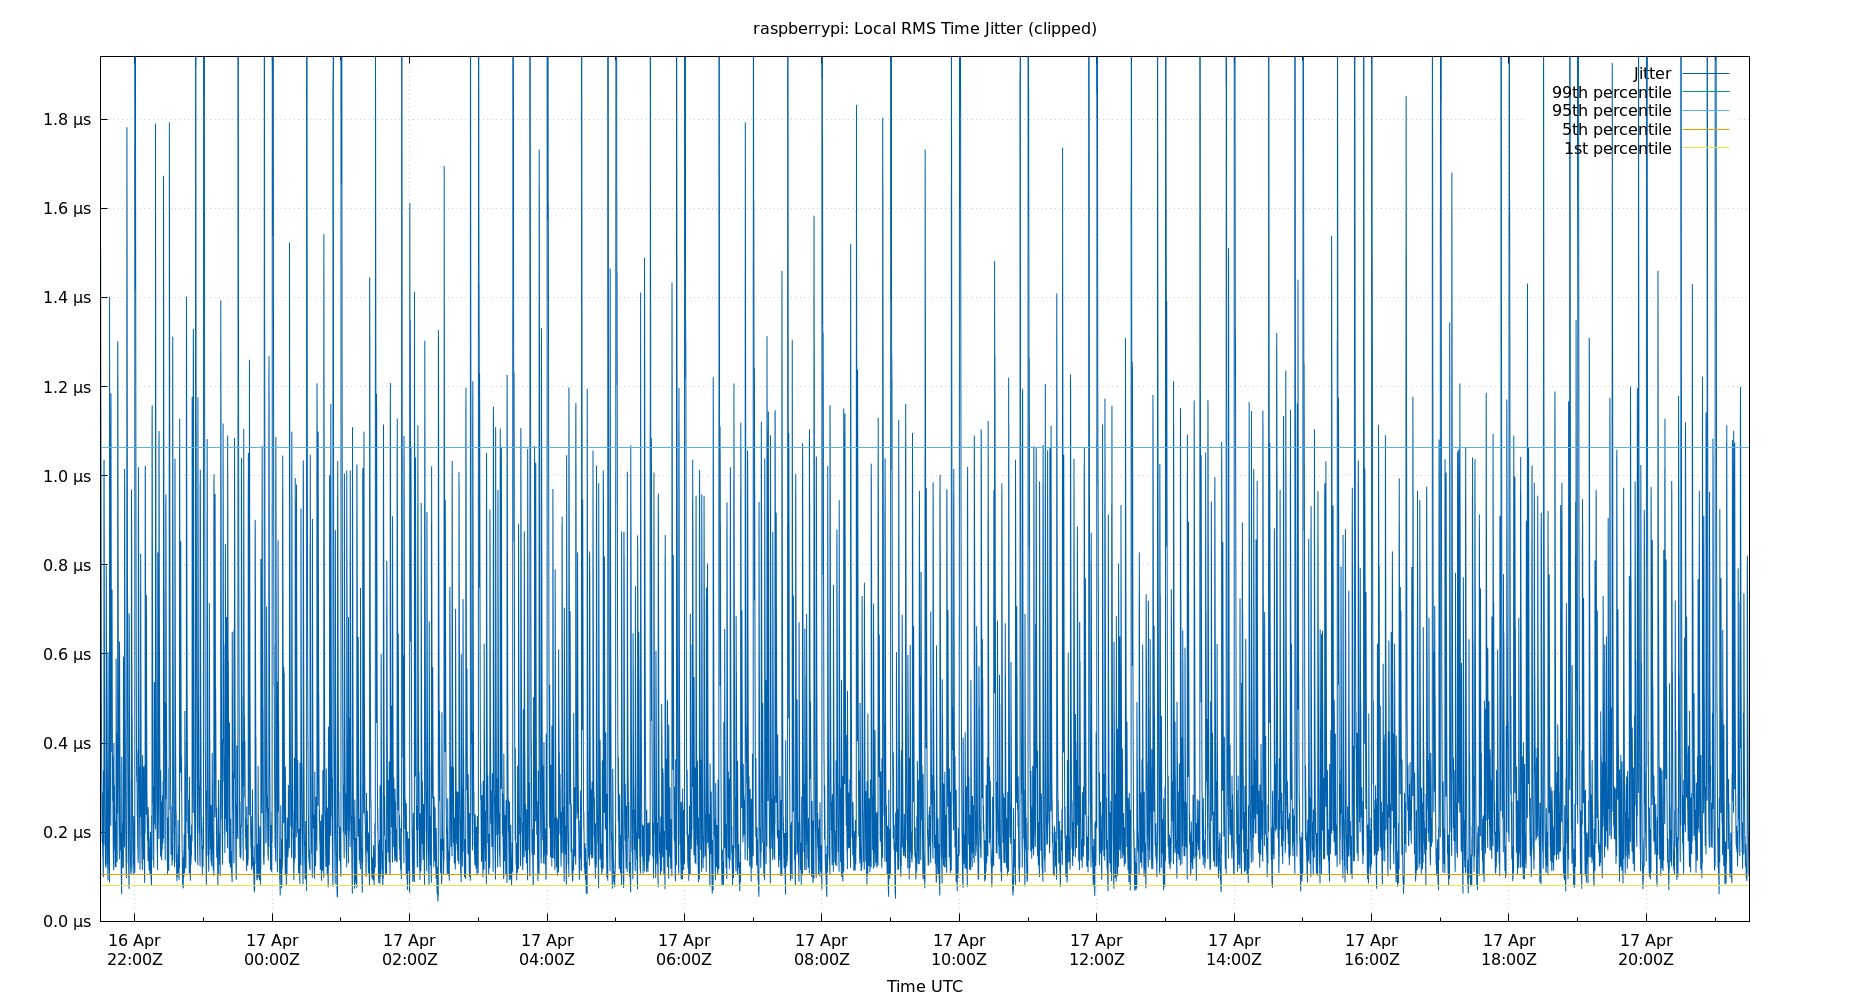 raspberrypi: Local RMS Time Jitter (clipped)
Jitter
99th percentile
95th percentile
5th percentile
1st percentile
1.8 µs
1.6 µs
1.4 µs
1.2 µs
1.0 µs
0.8 µs
0.6 µs
0.4 µs
0.2 µs
0.0 µs
16 Apr 17 Apr 17 Apr 17 Apr 17 Apr 17 Apr 17 Apr 17 Apr 17 Apr 17 Apr 17 Apr 17 Apr
22:00Z 00:00Z 02:00Z 04:00Z 06:00Z 08:00Z 10:00Z 12:00Z 14:00Z 16:00Z 18:00Z 20:00Z
Time UTC